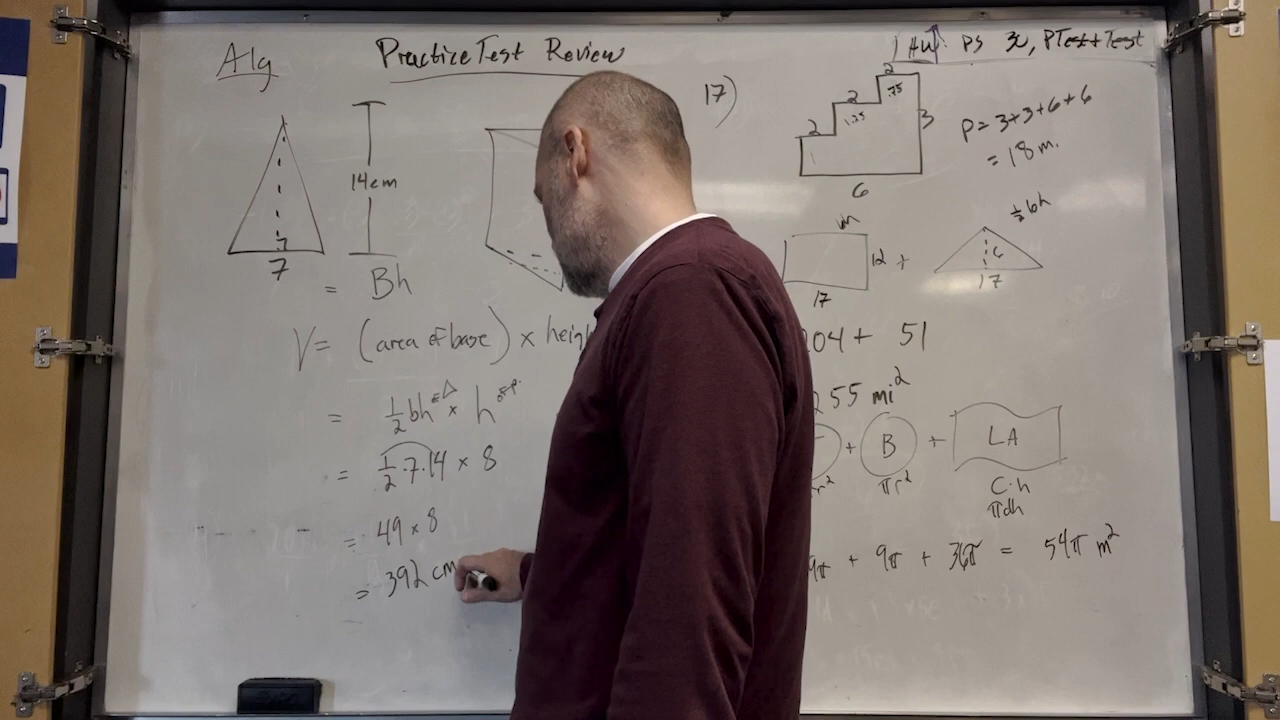 Alg
Practice Test Review
HW: PS 30, PTest+Test
17)
2
2
.75
2
1.25
3
1
6
P=3+3+6+6
= 18 m.
14cm
7
= Bh
12 +
17
½bh
6
17
V= (area of base) x
204 + 51
= ½bh x h
255 mi²
= ½·7·14 x 8
+ B + LA
πr²
C·h
πdh
= 49 x 8
9π + 9π + 36π = 54π m²
= 392 cm